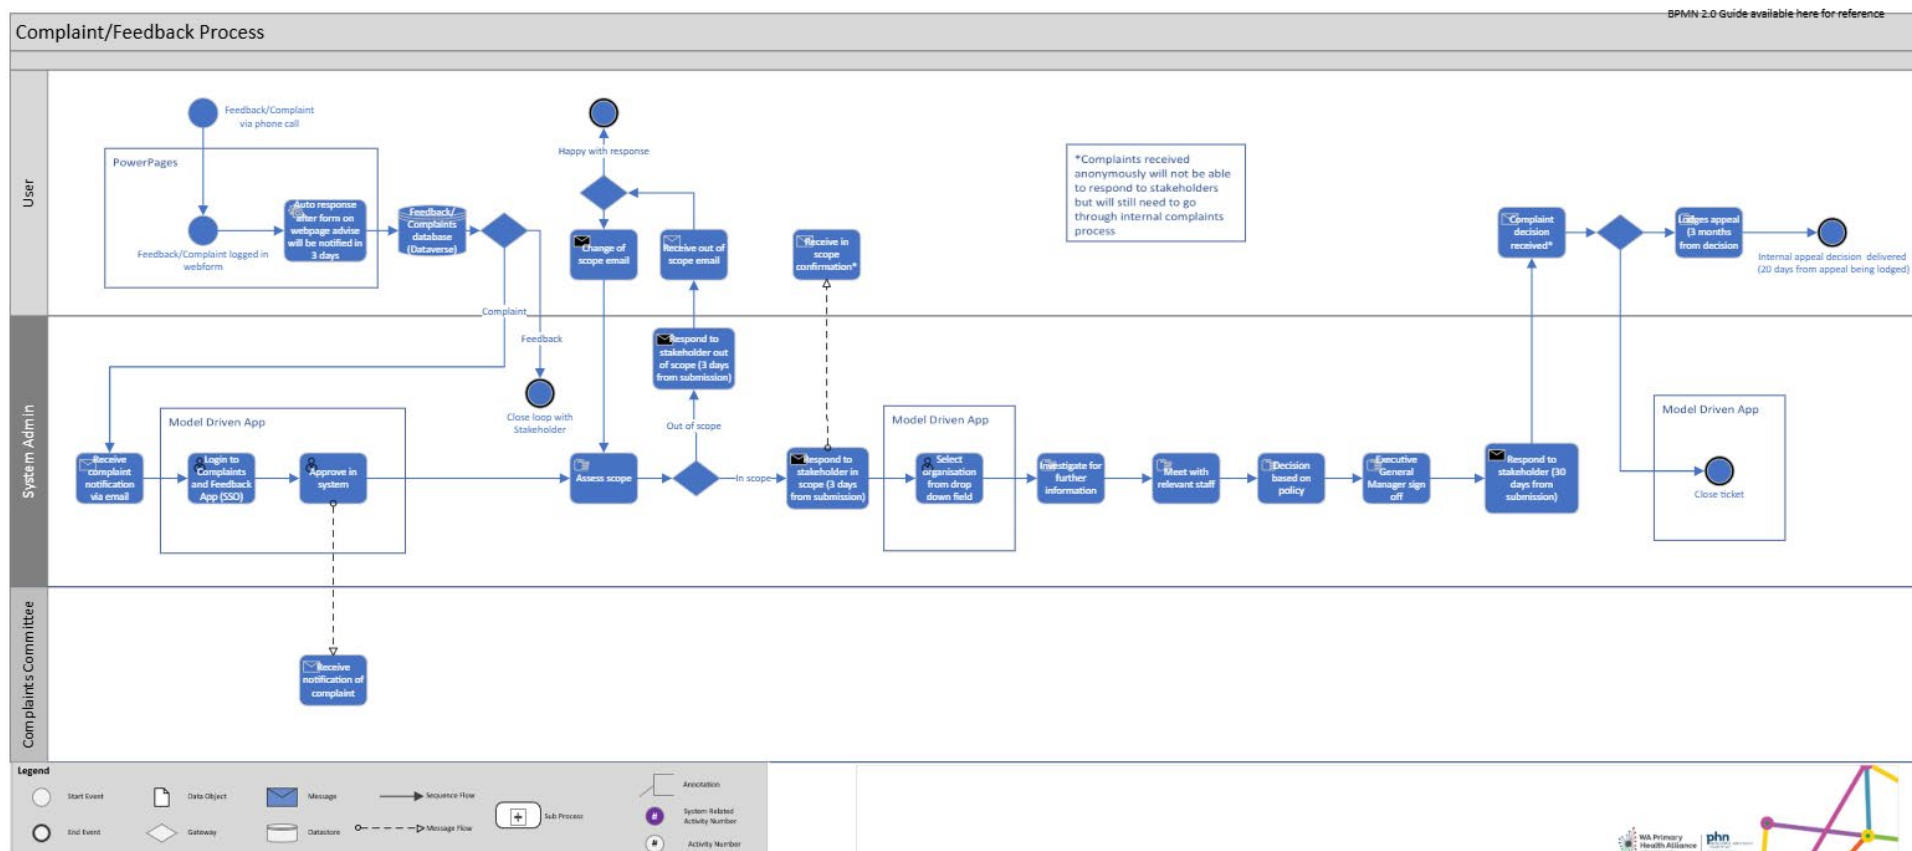 BPMN 2.0 Guide available here for reference
Complaint/Feedback Process
User
Feedback/Complaint
via phone call
PowerPages
Feedback/Complaint logged in
webform
Auto response
after form on
webpage advise
will be notified in
3 days
Feedback/
Complaints
database
(Dataverse)
Complaint
Feedback
Close loop with
Stakeholder
Happy with response
Change of
scope email
Receive out of
scope email
Receive in
scope
confirmation*
*Complaints received
anonymously will not be able
to respond to stakeholders
but will still need to go
through internal complaints
process
Complaint
decision
received*
Lodges appeal
(3 months
from decision
Internal appeal decision delivered
(20 days from appeal being lodged)
System Admin
Receive
complaint
notification
via email
Model Driven App
Login to
Complaints
and Feedback
App (SSO)
Approve in
system
Assess scope
Respond to
stakeholder out
of scope (3 days
from submission)
Out of scope
In scope
Respond to
stakeholder in
scope (3 days
from submission)
Model Driven App
Select
organisation
from drop
down field
Investigate for
further
information
Meet with
relevant staff
Decision
based on
policy
Executive
General
Manager sign
off
Respond to
stakeholder (30
days from
submission)
Model Driven App
Close ticket
Complaints Committee
Receive
notification of
complaint
Legend
Start Event
Data Object
Message
Sequence Flow
Sub Process
Annotation
#
System Related
Activity Number
End Event
Gateway
Datastore
Message Flow
#
Activity Number
WA Primary
Health Alliance
phn